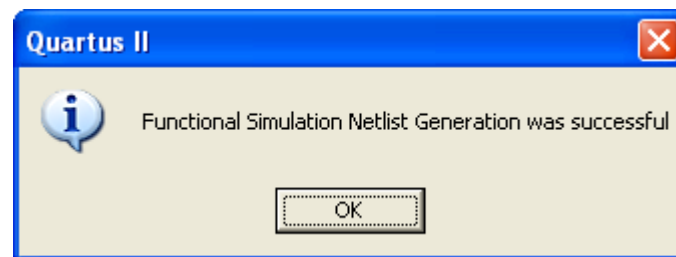 Quartus II
Functional Simulation Netlist Generation was successful
OK